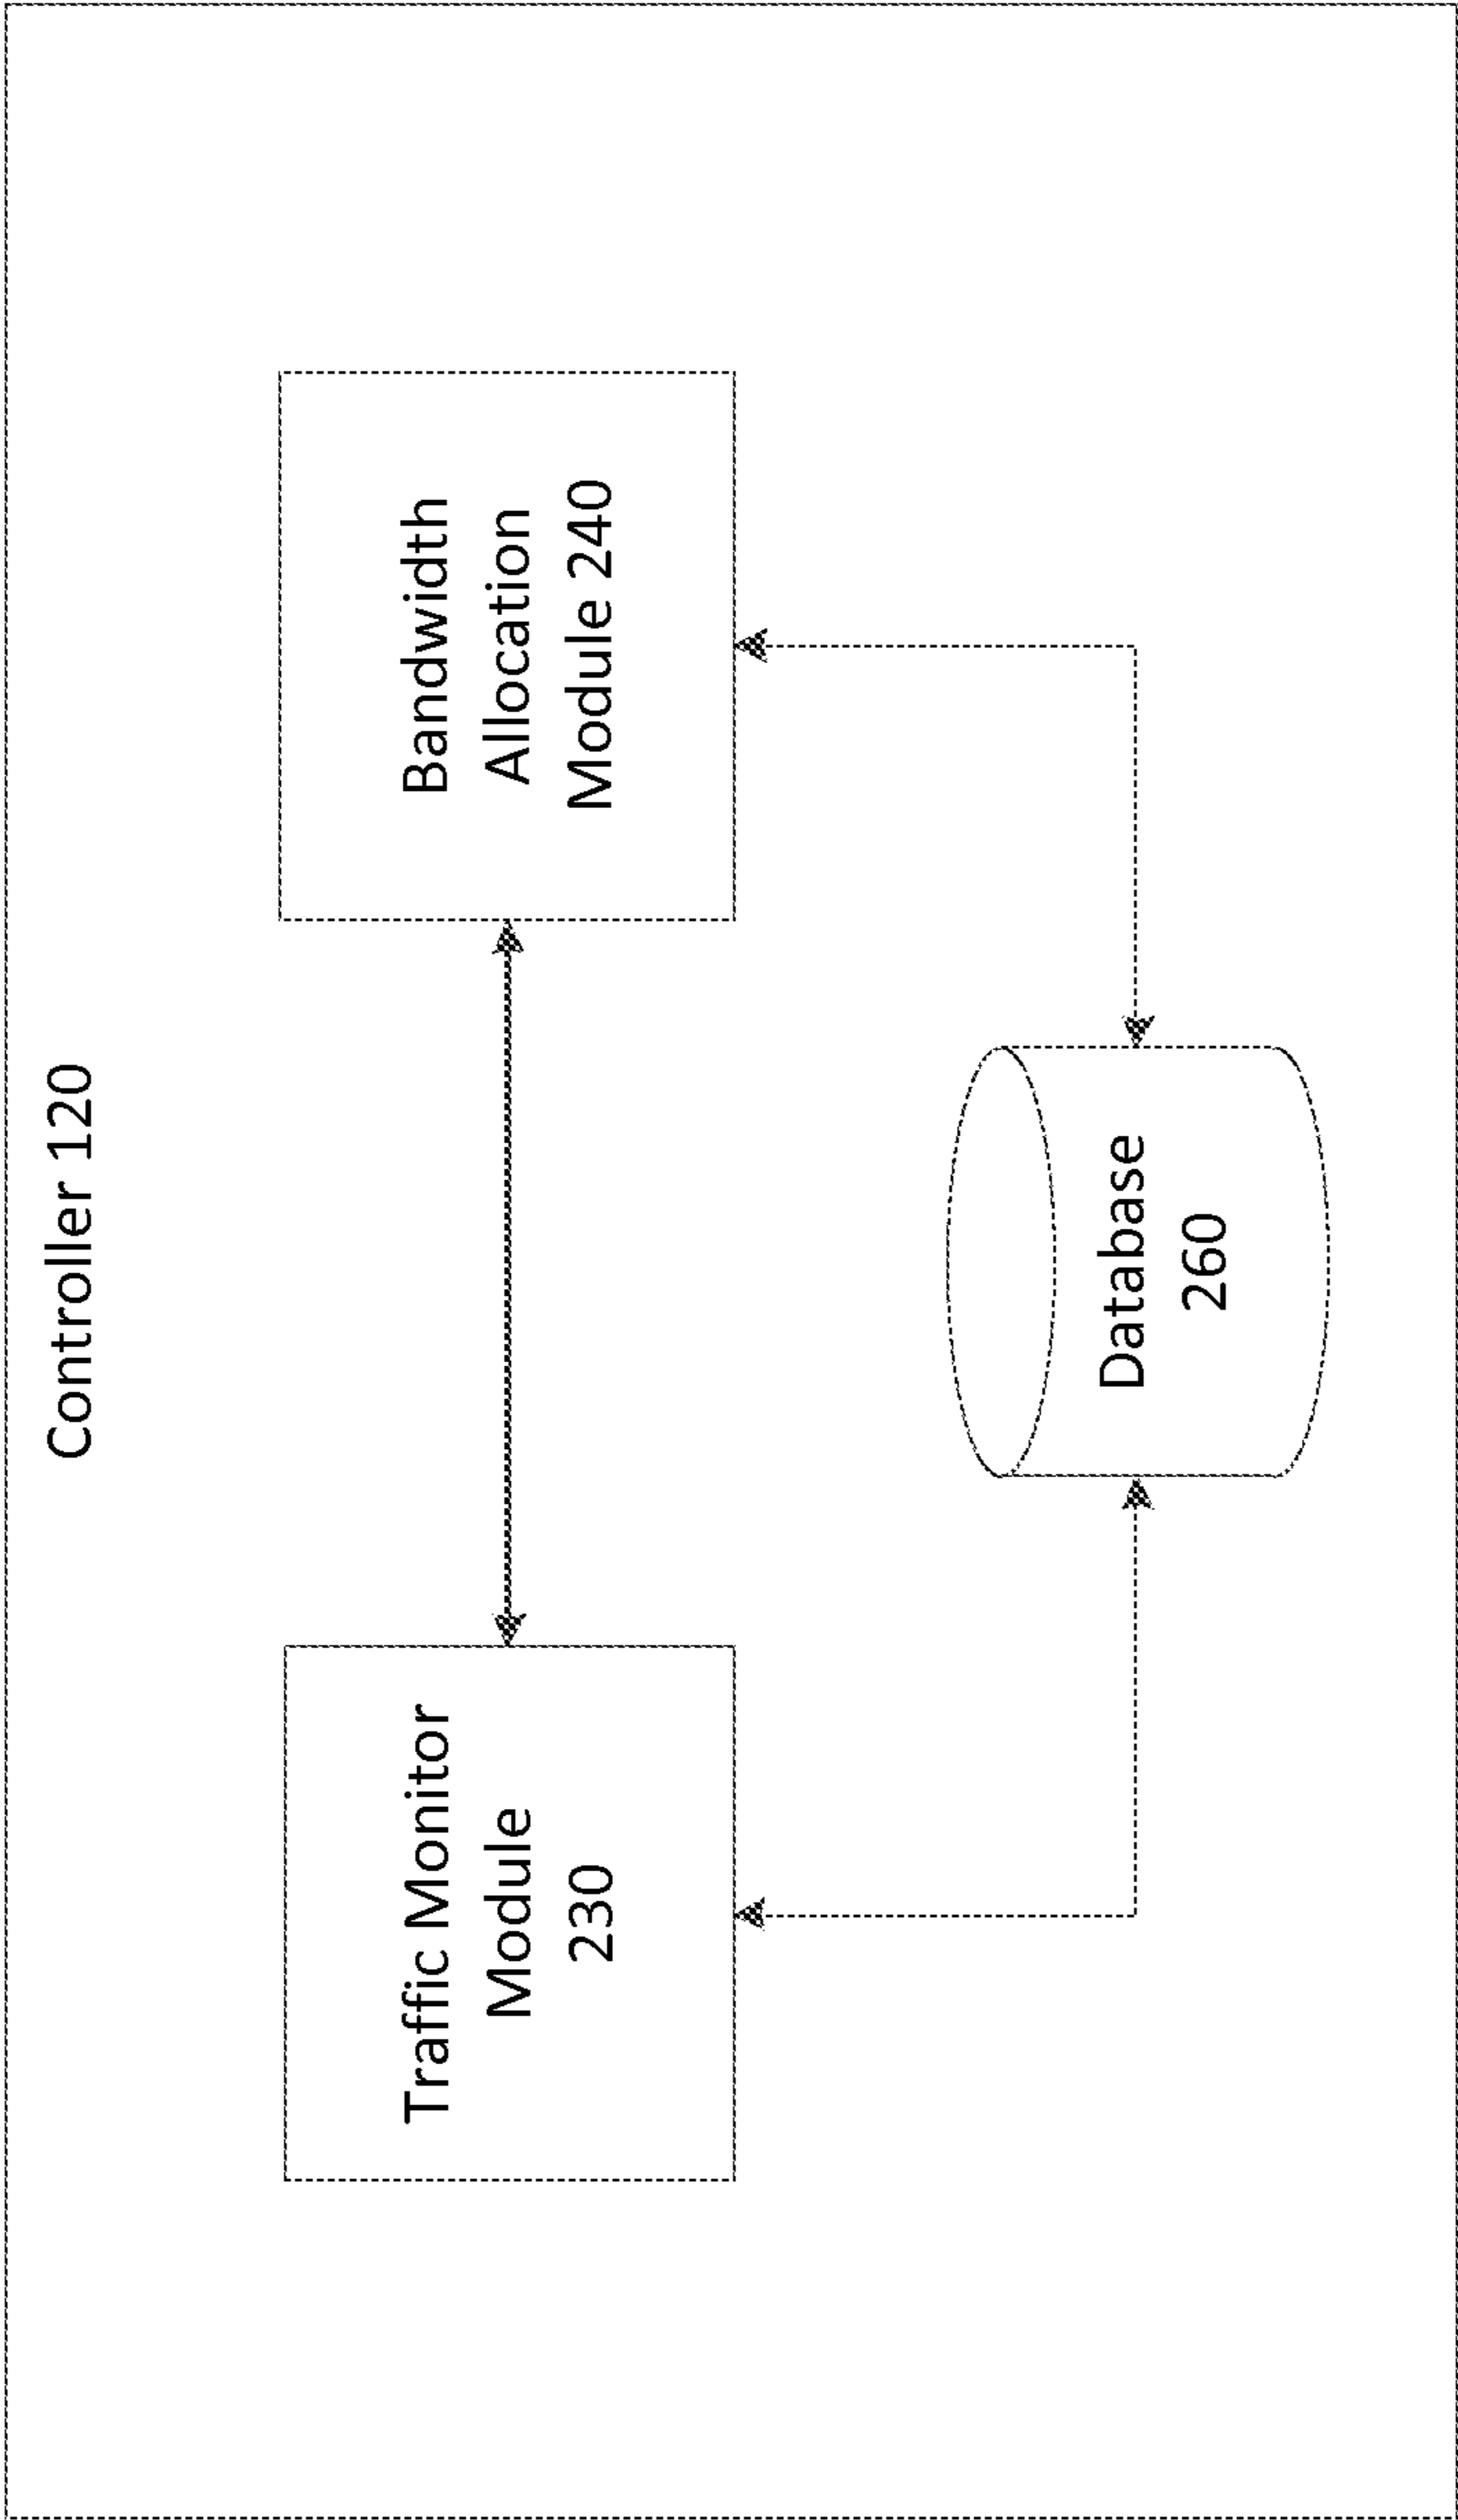 Controller 120
Traffic Monitor
Module
230
Bandwidth
Allocation
Module 240
Database
260